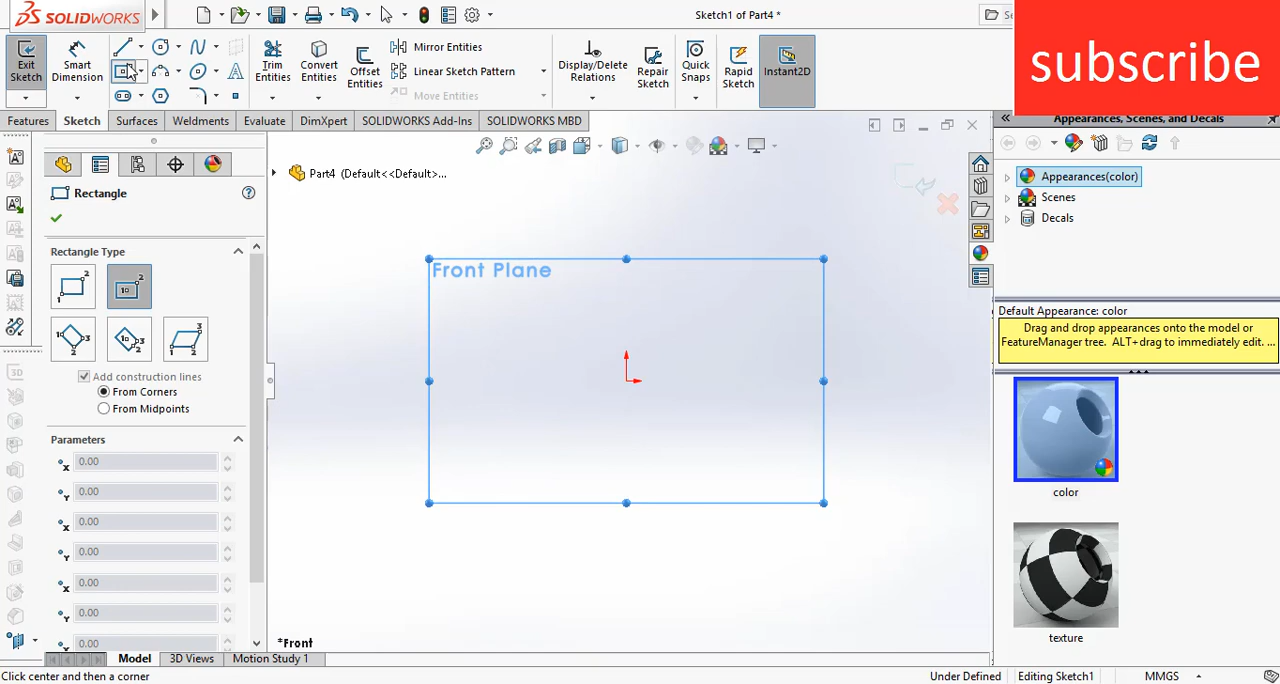 SOLIDWORKS
Sketch1 of Part4 *
subscribe
Exit Sketch
Smart Dimension
Trim Entities
Convert Entities
Offset Entities
Mirror Entities
Linear Sketch Pattern
Move Entities
Display/Delete Relations
Repair Sketch
Quick Snaps
Rapid Sketch
Instant2D
Features
Sketch
Surfaces
Weldments
Evaluate
DimXpert
SOLIDWORKS Add-Ins
SOLIDWORKS MBD
Appearances, Scenes, and Decals
Part4 (Default<<Default>...
Rectangle
Rectangle Type
Add construction lines
From Corners
From Midpoints
Parameters
0.00
0.00
0.00
0.00
0.00
0.00
0.00
Front Plane
*Front
Appearances(color)
Scenes
Decals
Default Appearance: color
Drag and drop appearances onto the model or
FeatureManager tree. ALT+drag to immediately edit. ...
color
texture
Model
3D Views
Motion Study 1
Click center and then a corner
Under Defined
Editing Sketch1
MMGS